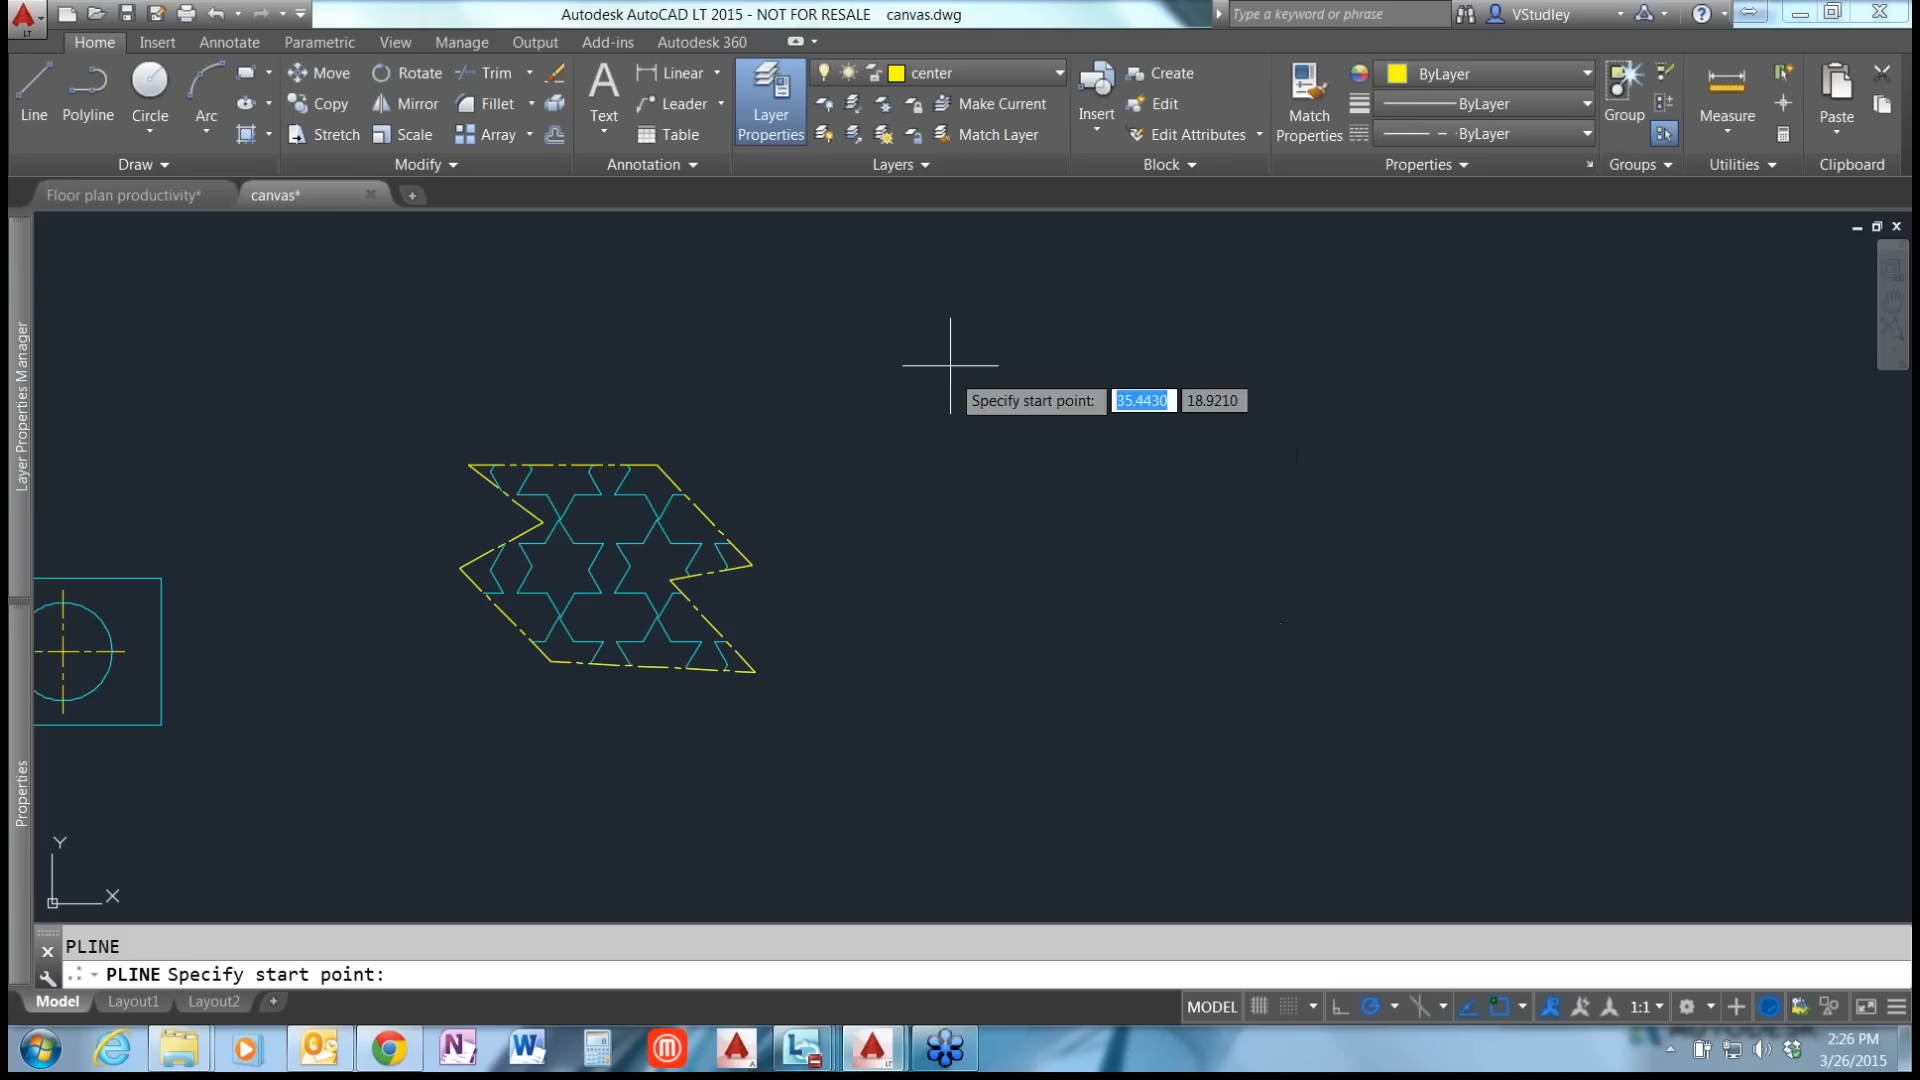 LT
Autodesk AutoCAD LT 2015 - NOT FOR RESALE canvas.dwg
Type a keyword or phrase
VStudley
Home Insert Annotate Parametric View Manage Output Add-ins Autodesk 360
Line Polyline Circle Arc
Move Rotate Trim
Copy Mirror Fillet
Stretch Scale Array
A
Text
Linear
Leader
Table
Layer Properties
center
Make Current
Match Layer
Insert
Create
Edit
Edit Attributes
Match Properties
ByLayer
ByLayer
ByLayer
Group
Measure
Paste
Draw Modify Annotation Layers Block Properties Groups Utilities Clipboard
Floor plan productivity* canvas*
Layer Properties Manager
Specify start point: 35.4430 18.9210
Properties
Y
X
PLINE
PLINE Specify start point:
Model Layout1 Layout2
MODEL 1:1
2:26 PM
3/26/2015